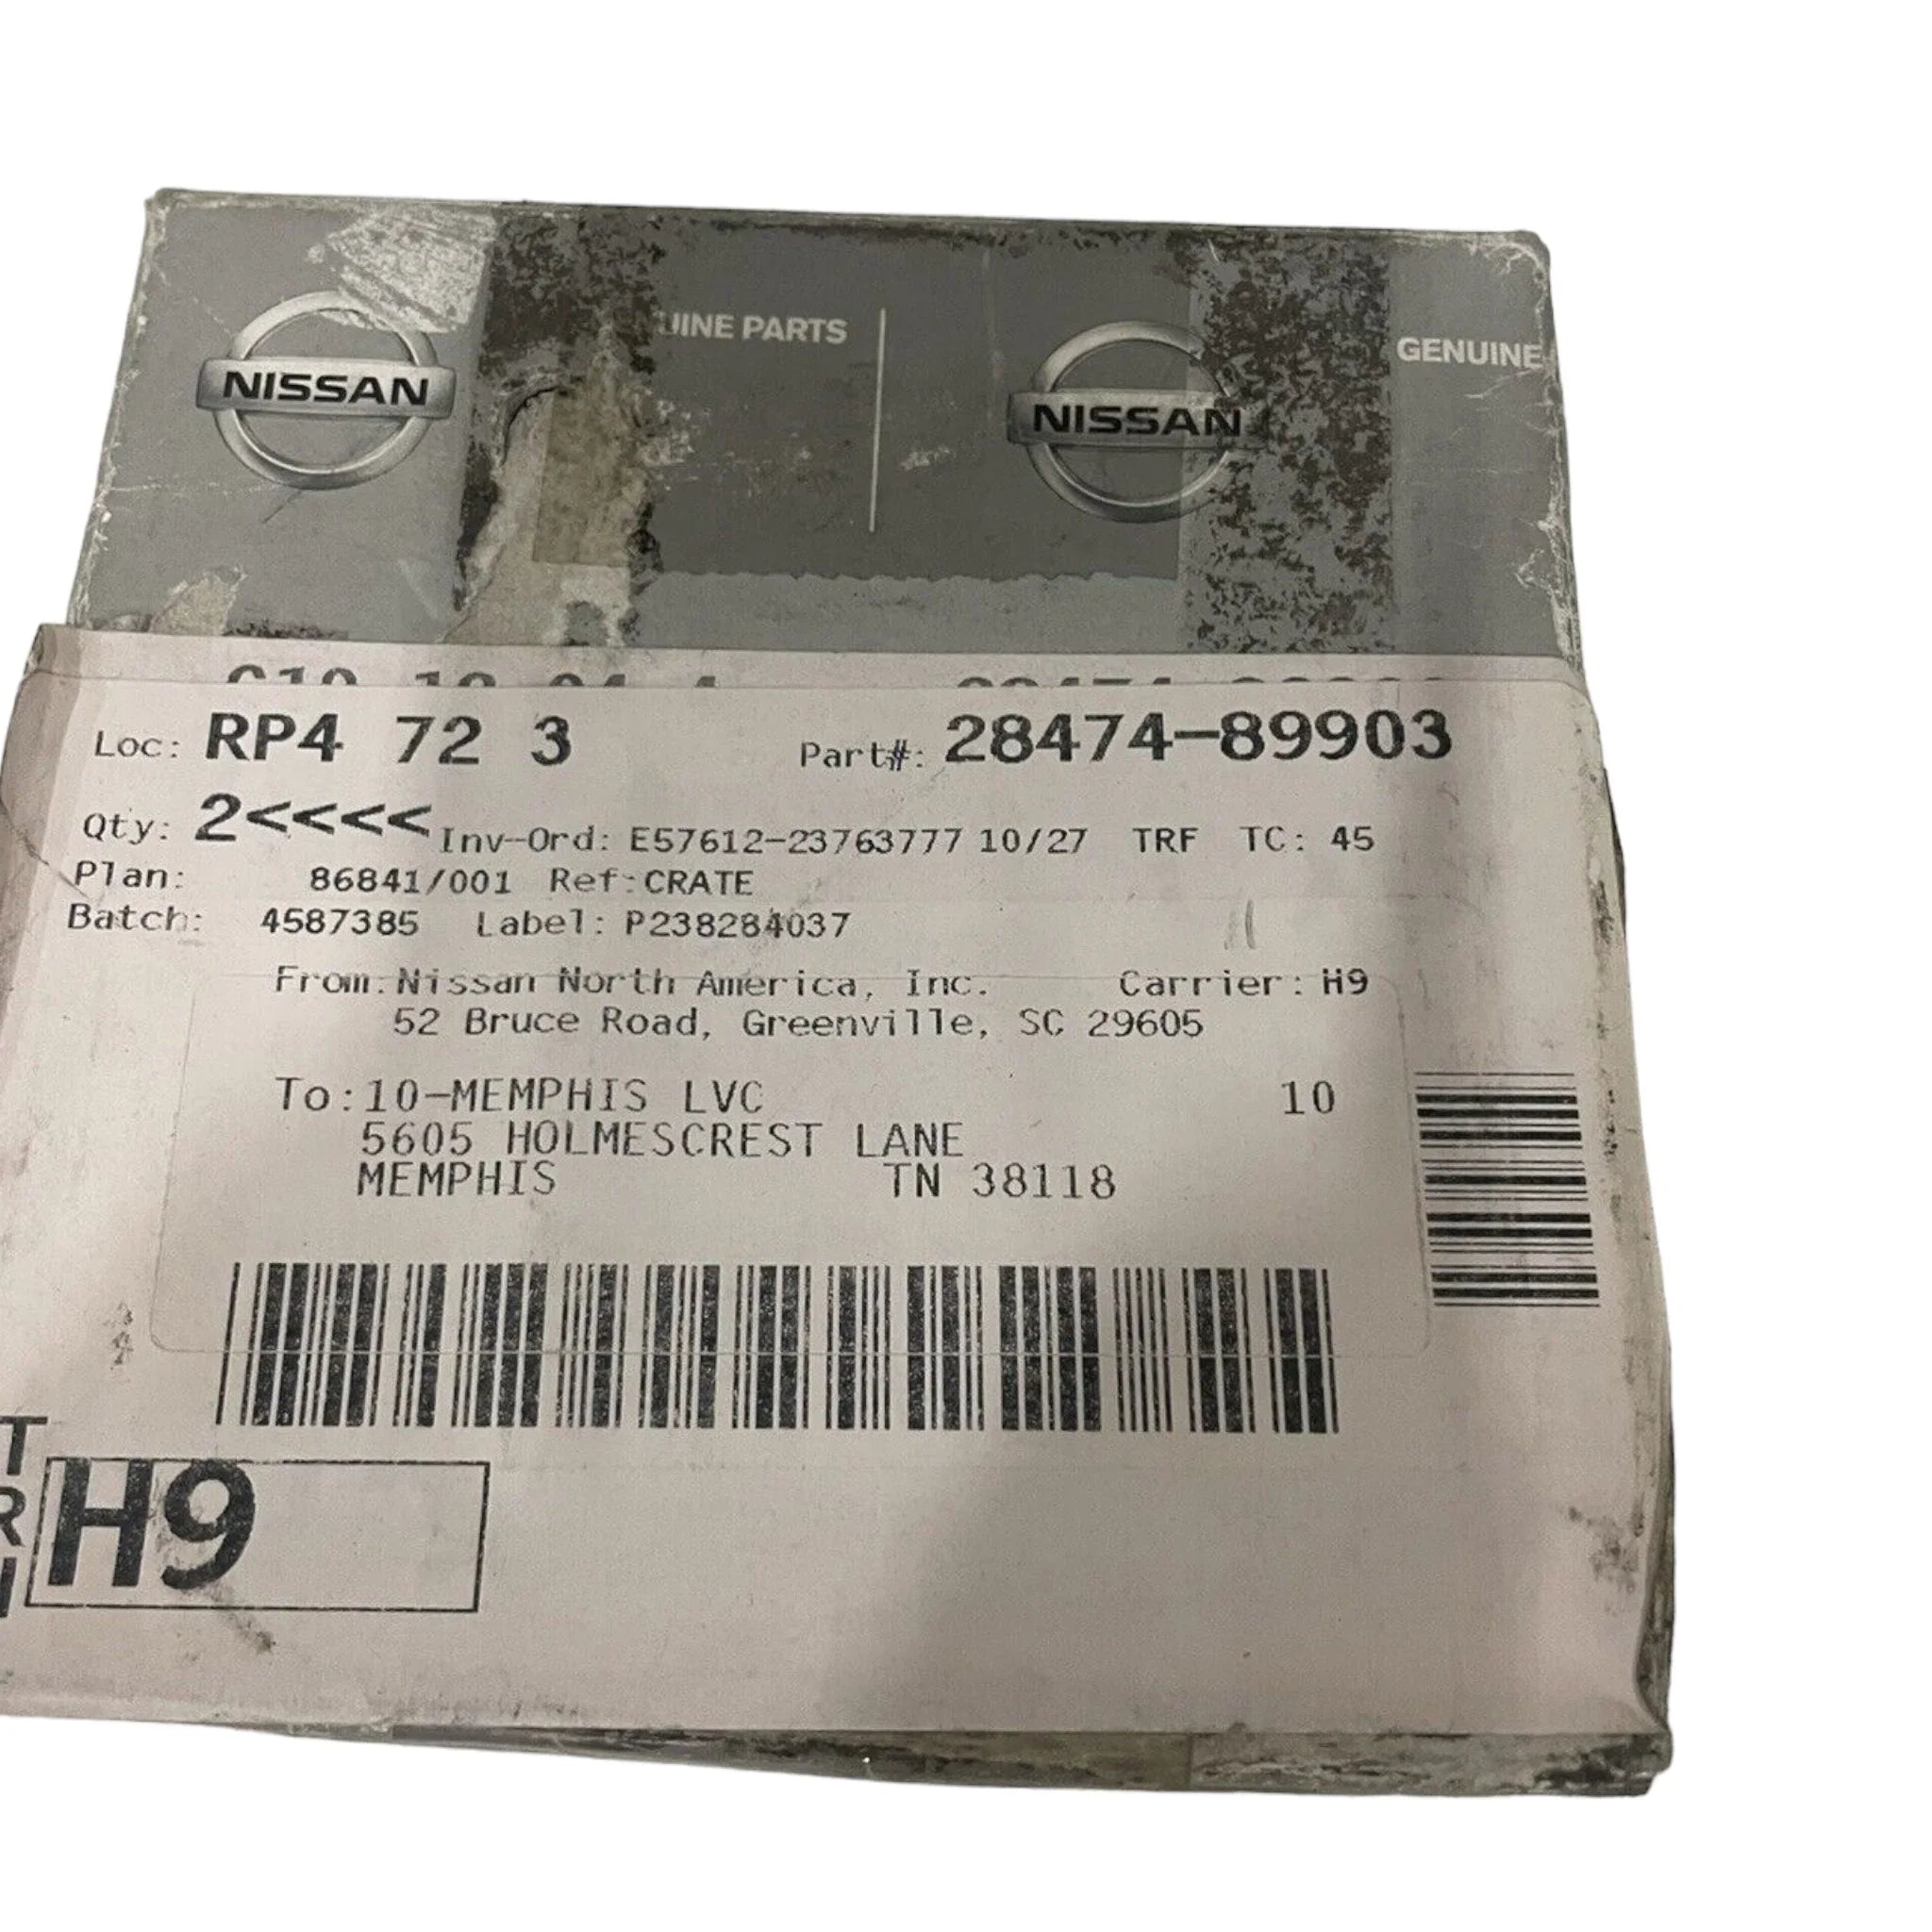 NISSAN
UINE PARTS
NISSAN
GENUINE
Loc: RP4 72 3 Part#: 28474-89903
Qty: 2<<<< Inv-Ord: E57612-23763777 10/27 TRF TC: 45
Plan: 86841/001 Ref:CRATE
Batch: 4587385 Label: P238284037
From:Nissan North America, Inc. Carrier: H9
52 Bruce Road, Greenville, SC 29605
To:10-MEMPHIS LVC 10
5605 HOLMESCREST LANE
MEMPHIS TN 38118
H9